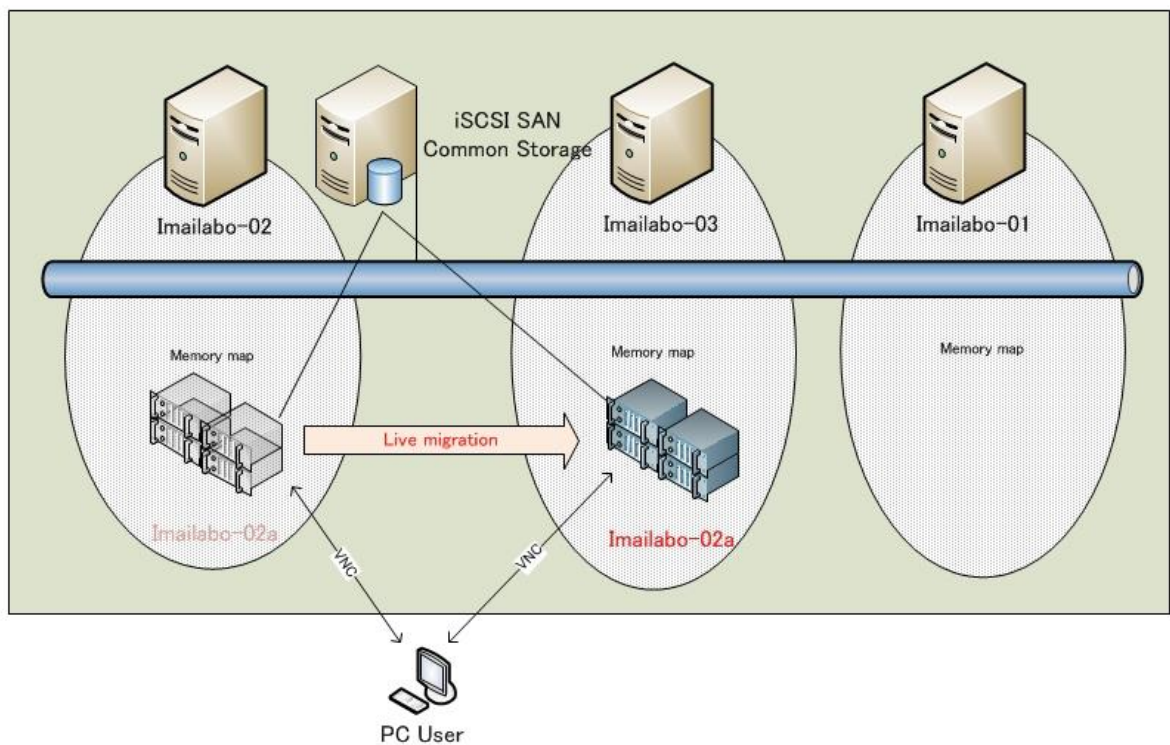 iSCSI SAN
Common Storage
Imailabo-02
Imailabo-03
Imailabo-01
Memory map
Memory map
Memory map
Live migration
Imailabo-02a
Imailabo-02a
VNC
VNC
PC User